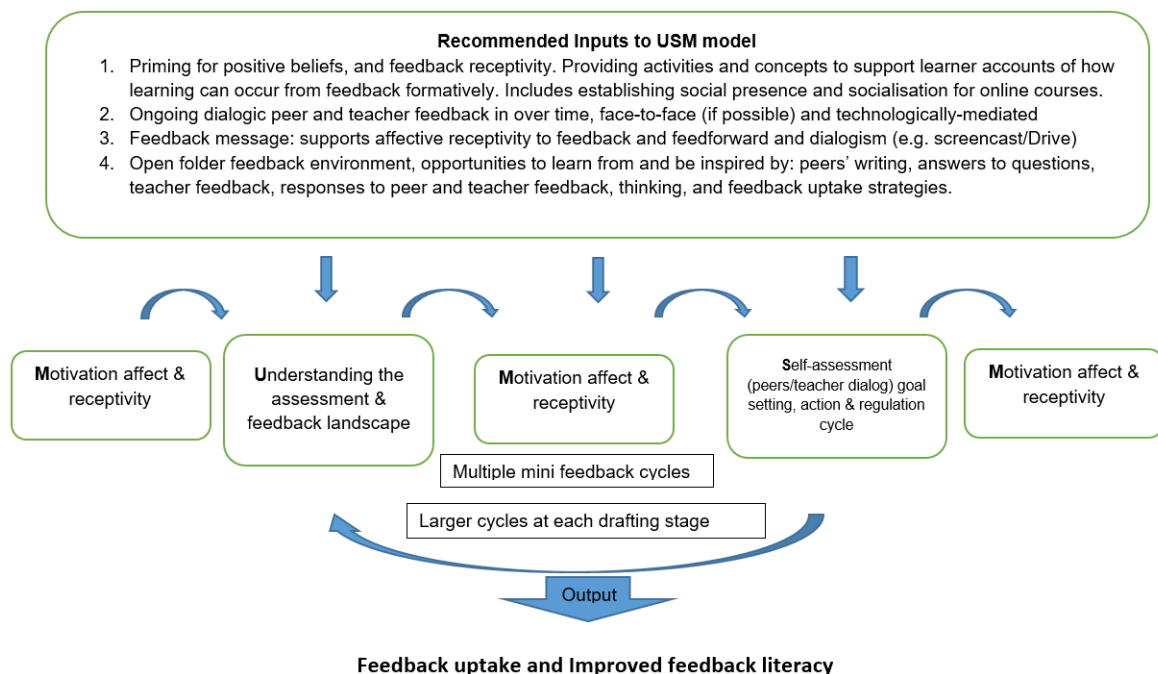 Recommended Inputs to USM model
1. Priming for positive beliefs, and feedback receptivity. Providing activities and concepts to support learner accounts of how
learning can occur from feedback formatively. Includes establishing social presence and socialisation for online courses.
2. Ongoing dialogic peer and teacher feedback in over time, face-to-face (if possible) and technologically-mediated
3. Feedback message: supports affective receptivity to feedback and feedforward and dialogism (e.g. screencast/Drive)
4. Open folder feedback environment, opportunities to learn from and be inspired by: peers' writing, answers to questions,
teacher feedback, responses to peer and teacher feedback, thinking, and feedback uptake strategies.
Motivation affect &
receptivity
Understanding the
assessment &
feedback landscape
Motivation affect &
receptivity
Self-assessment
(peers/teacher dialog) goal
setting, action & regulation
cycle
Motivation affect &
receptivity
Multiple mini feedback cycles
Larger cycles at each drafting stage
Output
Feedback uptake and Improved feedback literacy